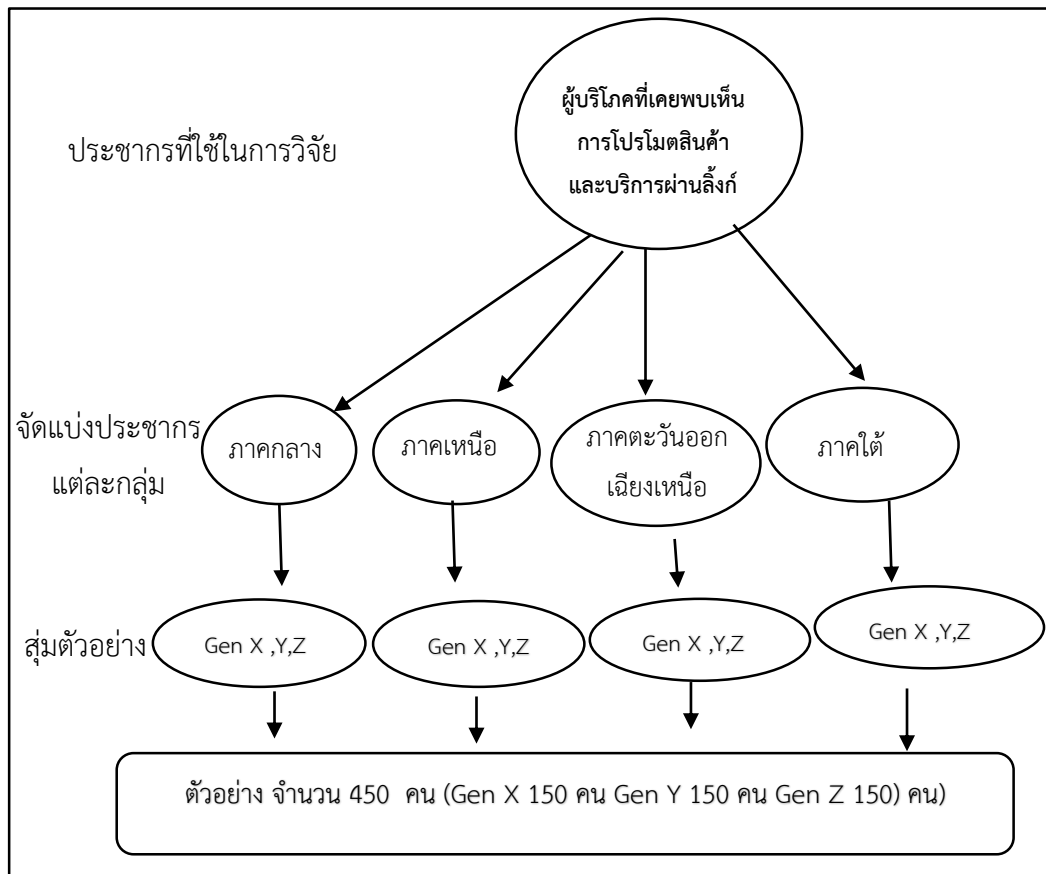 ผู้บริโภคที่เคยพบเห็น
การโปรโมตสินค้า
และบริการผ่านลิ้งก์
ประชากรที่ใช้ในการวิจัย
จัดแบ่งประชากร
แต่ละกลุ่ม
ภาคกลาง
ภาคเหนือ
ภาคตะวันออก
เฉียงเหนือ
ภาคใต้
สุ่มตัวอย่าง
Gen X ,Y,Z
Gen X ,Y,Z
Gen X ,Y,Z
Gen X ,Y,Z
ตัวอย่าง จำนวน 450 คน (Gen X 150 คน Gen Y 150 คน Gen Z 150) คน)